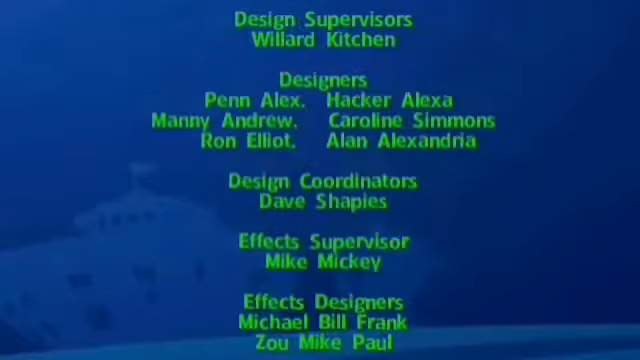 Design Supervisors
Willard Kitchen
Designers
Penn Alex. Hacker Alexa
Manny Andrew. Caroline Simmons
Ron Elliot. Alan Alexandria
Design Coordinators
Dave Shapies
Effects Supervisor
Mike Mickey
Effects Designers
Michael Bill Frank
Zou Mike Paul